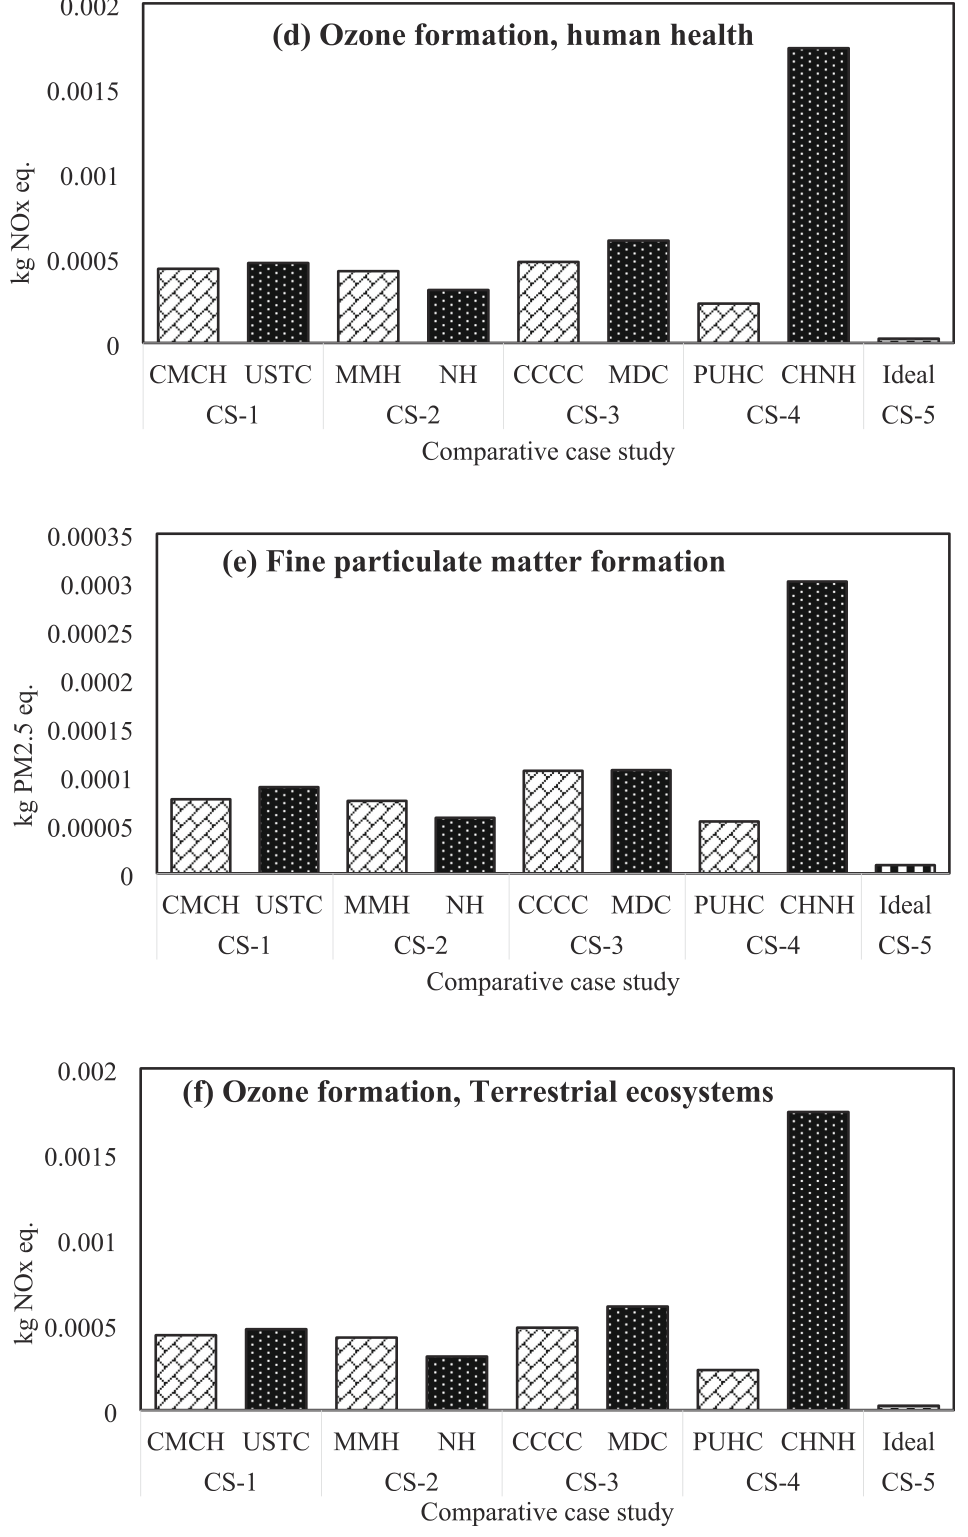 0.002
(d) Ozone formation, human health
0.0015
0.001
0.0005
0
kg NOx eq.
CMCH USTC MMH NH CCCC MDC PUHC CHNH Ideal
CS-1 CS-2 CS-3 CS-4 CS-5
Comparative case study
0.00035
(e) Fine particulate matter formation
0.0003
0.00025
0.0002
0.00015
0.0001
0.00005
0
kg PM2.5 eq.
CMCH USTC MMH NH CCCC MDC PUHC CHNH Ideal
CS-1 CS-2 CS-3 CS-4 CS-5
Comparative case study
0.002
(f) Ozone formation, Terrestrial ecosystems
0.0015
0.001
0.0005
0
kg NOx eq.
CMCH USTC MMH NH CCCC MDC PUHC CHNH Ideal
CS-1 CS-2 CS-3 CS-4 CS-5
Comparative case study